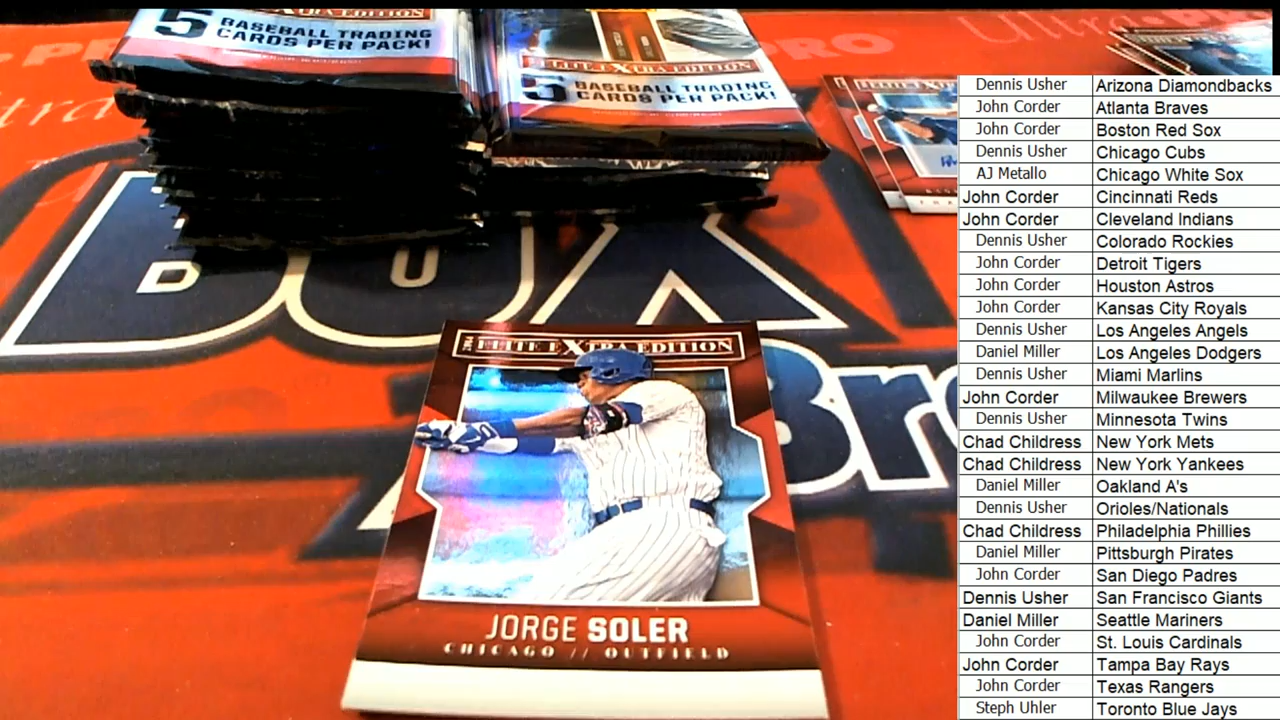 5 BASEBALL TRADING
CARDS PER PACK!
ELITE EXTRA EDITION
5 BASEBALL TRADING
CARDS PER PACK!
PRO
Ultra·PRO
Dennis Usher Arizona Diamondbacks
John Corder Atlanta Braves
John Corder Boston Red Sox
Dennis Usher Chicago Cubs
AJ Metallo Chicago White Sox
John Corder Cincinnati Reds
John Corder Cleveland Indians
Dennis Usher Colorado Rockies
John Corder Detroit Tigers
John Corder Houston Astros
John Corder Kansas City Royals
Dennis Usher Los Angeles Angels
Daniel Miller Los Angeles Dodgers
Dennis Usher Miami Marlins
John Corder Milwaukee Brewers
Dennis Usher Minnesota Twins
Chad Childress New York Mets
Chad Childress New York Yankees
Daniel Miller Oakland A's
Dennis Usher Orioles/Nationals
Chad Childress Philadelphia Phillies
Daniel Miller Pittsburgh Pirates
John Corder San Diego Padres
Dennis Usher San Francisco Giants
Daniel Miller Seattle Mariners
John Corder St. Louis Cardinals
John Corder Tampa Bay Rays
John Corder Texas Rangers
Steph Uhler Toronto Blue Jays
ELITE EXTRA EDITION
JORGE SOLER
CHICAGO // OUTFIELD